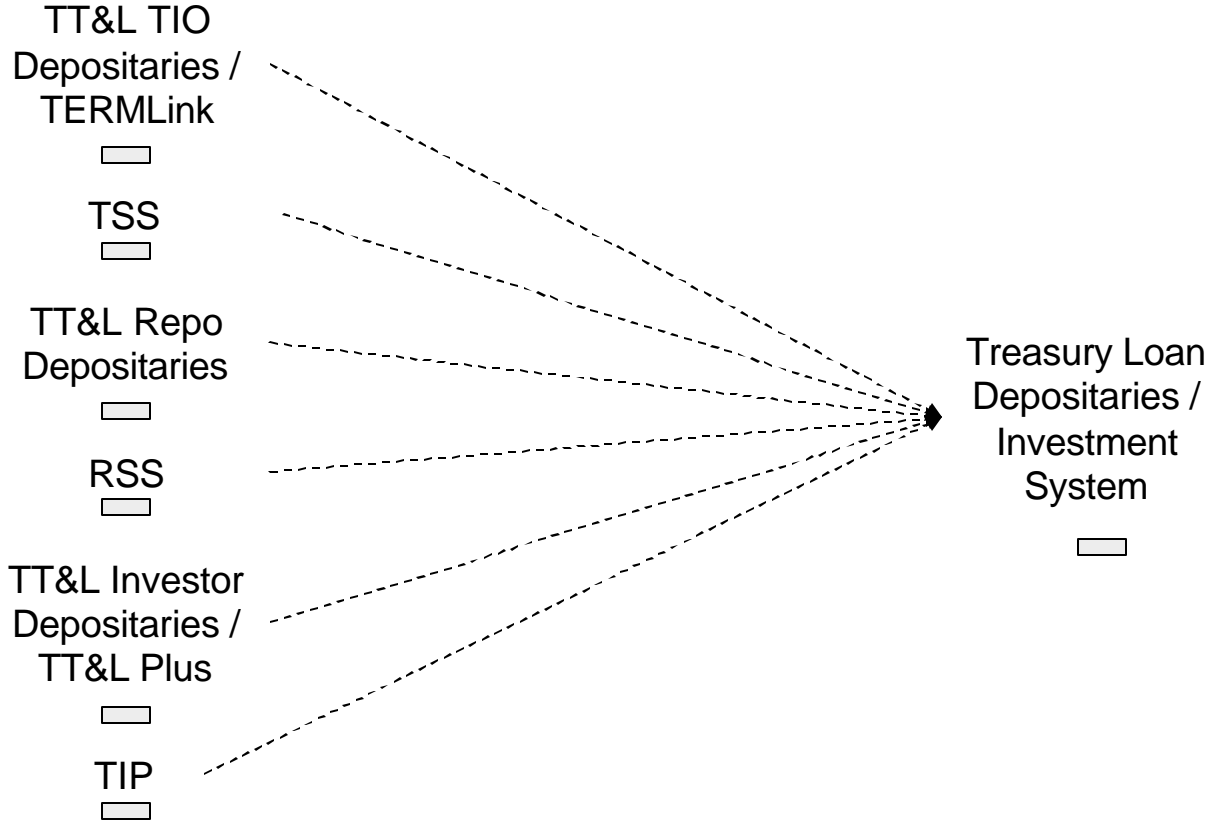 TT&L TIO
Depositaries /
TERMLink
TSS
TT&L Repo
Depositaries
RSS
TT&L Investor
Depositaries /
TT&L Plus
TIP
Treasury Loan
Depositaries /
Investment
System